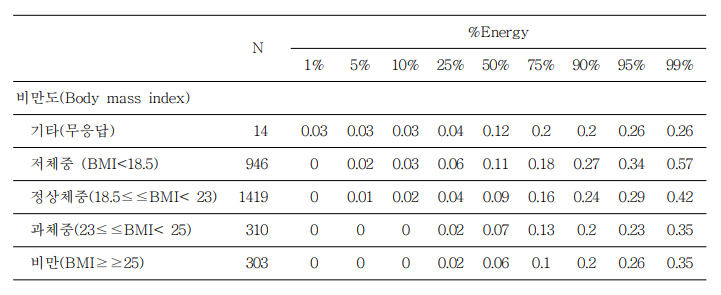 %Energy
N
1% 5% 10% 25% 50% 75% 90% 95% 99%
비만도(Body mass index)
기타(무응답) 14 0.03 0.03 0.03 0.04 0.12 0.2 0.2 0.26 0.26
저체중 (BMI<18.5) 946 0 0.02 0.03 0.06 0.11 0.18 0.27 0.34 0.57
정상체중(18.5≤≤BMI< 23) 1419 0 0.01 0.02 0.04 0.09 0.16 0.24 0.29 0.42
과체중(23≤≤BMI< 25) 310 0 0 0 0.02 0.07 0.13 0.2 0.23 0.35
비만(BMI≥≥25) 303 0 0 0 0.02 0.06 0.1 0.2 0.26 0.35